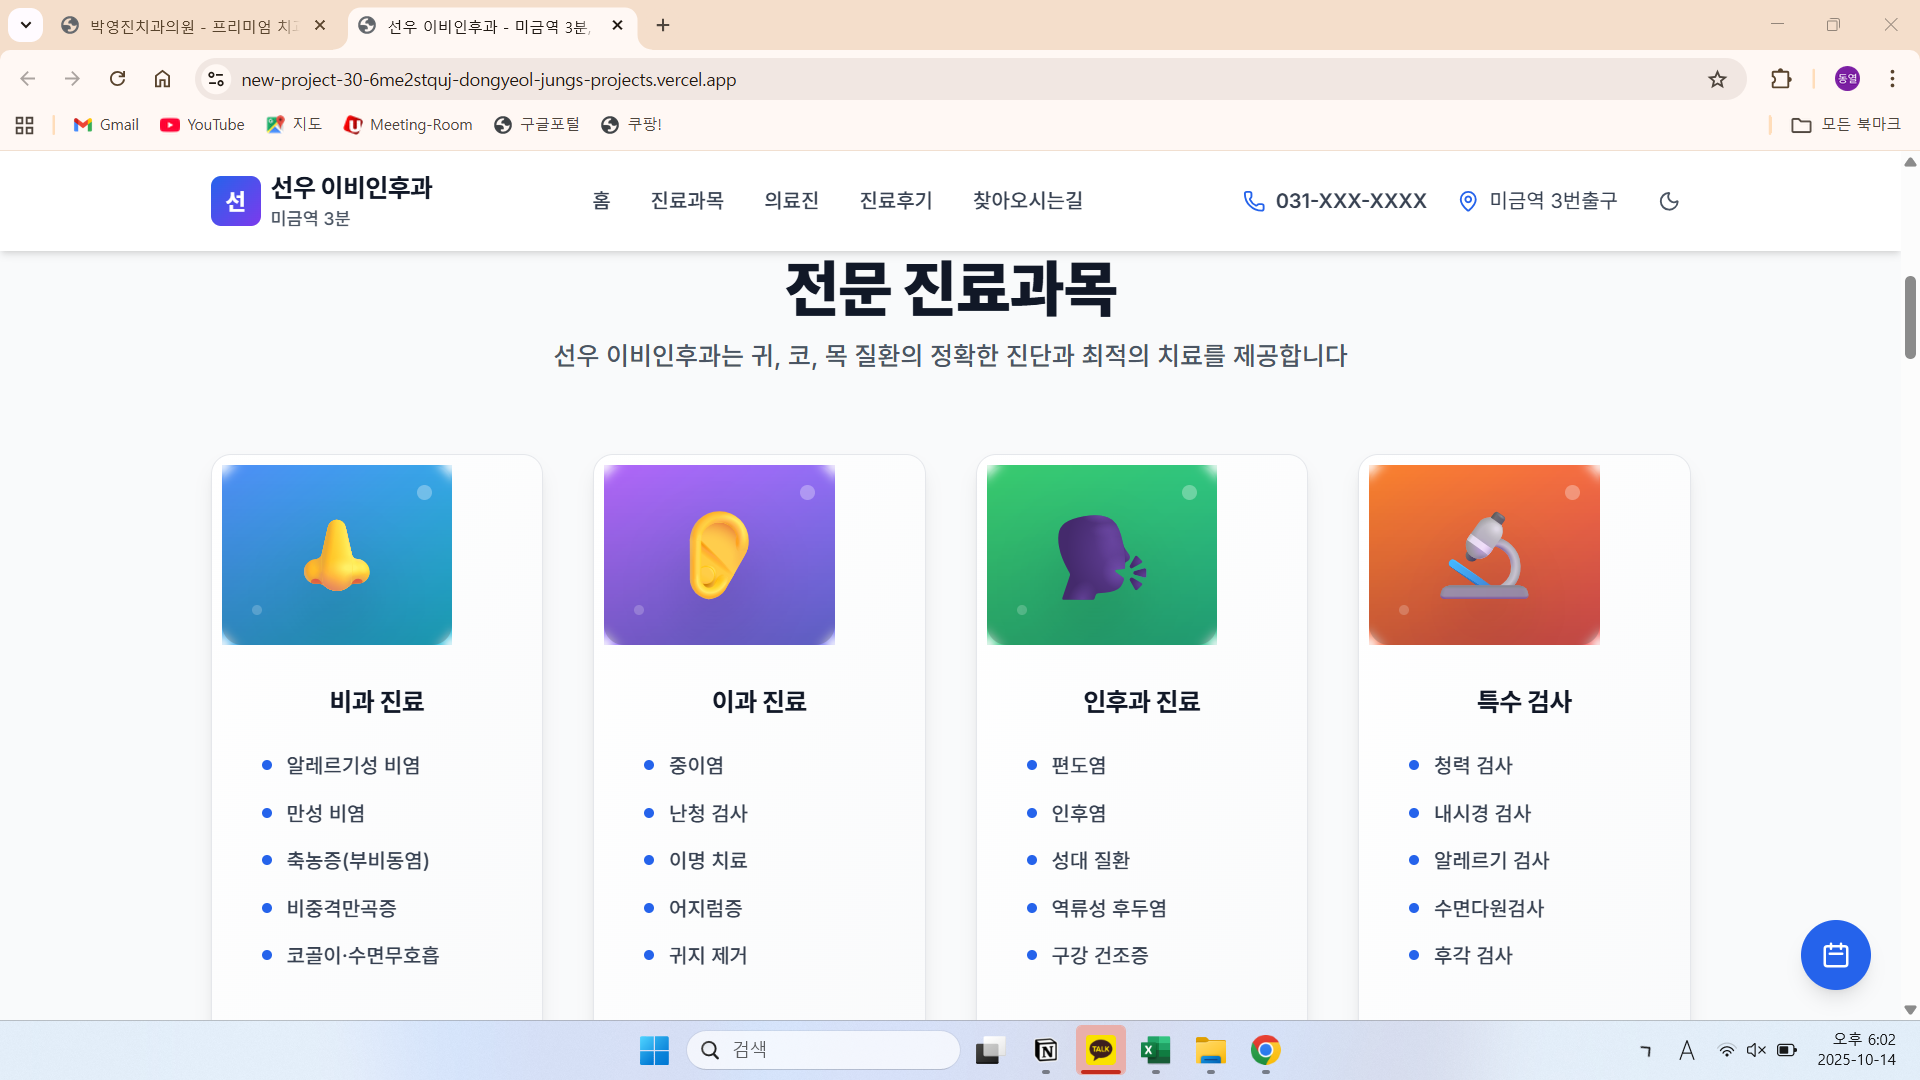 박영진치과의원 - 프리미엄 치
선우 이비인후과 - 미금역 3분,
new-project-30-6me2stquj-dongyeol-jungs-projects.vercel.app
동열
Gmail
YouTube
지도
Meeting-Room
구글포털
쿠팡!
모든 북마크
선
선우 이비인후과
미금역 3분
홈
진료과목
의료진
진료후기
찾아오시는길
031-XXX-XXXX
미금역 3번출구
전문 진료과목
선우 이비인후과는 귀, 코, 목 질환의 정확한 진단과 최적의 치료를 제공합니다
비과 진료
알레르기성 비염
만성 비염
축농증(부비동염)
비중격만곡증
코골이·수면무호흡
이과 진료
중이염
난청 검사
이명 치료
어지럼증
귀지 제거
인후과 진료
편도염
인후염
성대 질환
역류성 후두염
구강 건조증
특수 검사
청력 검사
내시경 검사
알레르기 검사
수면다원검사
후각 검사
검색
TALK
A
오후 6:02
2025-10-14